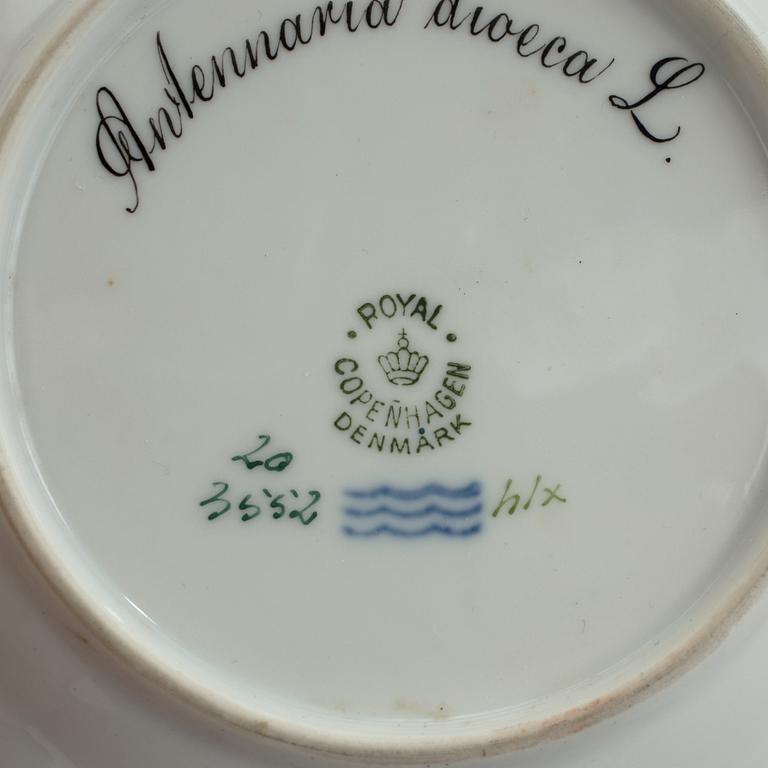 Antennaria dioeca L.
ROYAL
COPENHAGEN
DENMARK
20
3552